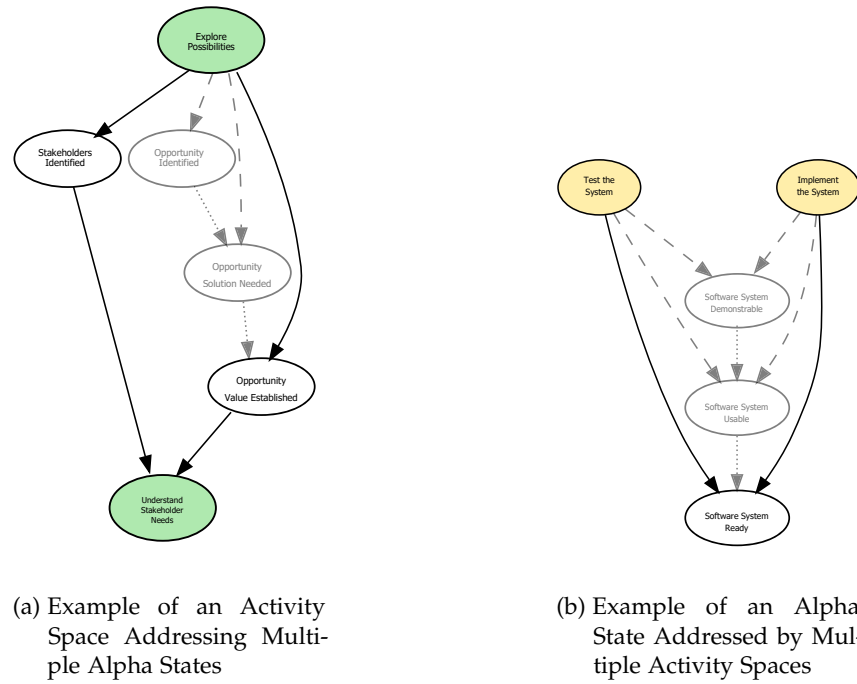 Explore
Possibilities
Stakeholders
Identified
Opportunity
Identified
Opportunity
Solution Needed
Opportunity
Value Established
Understand
Stakeholder
Needs
(a) Example of an Activity
Space Addressing Multi-
ple Alpha States
Test the
System
Implement
the System
Software System
Demonstrable
Software System
Usable
Software System
Ready
(b) Example of an Alpha
State Addressed by Mul-
tiple Activity Spaces